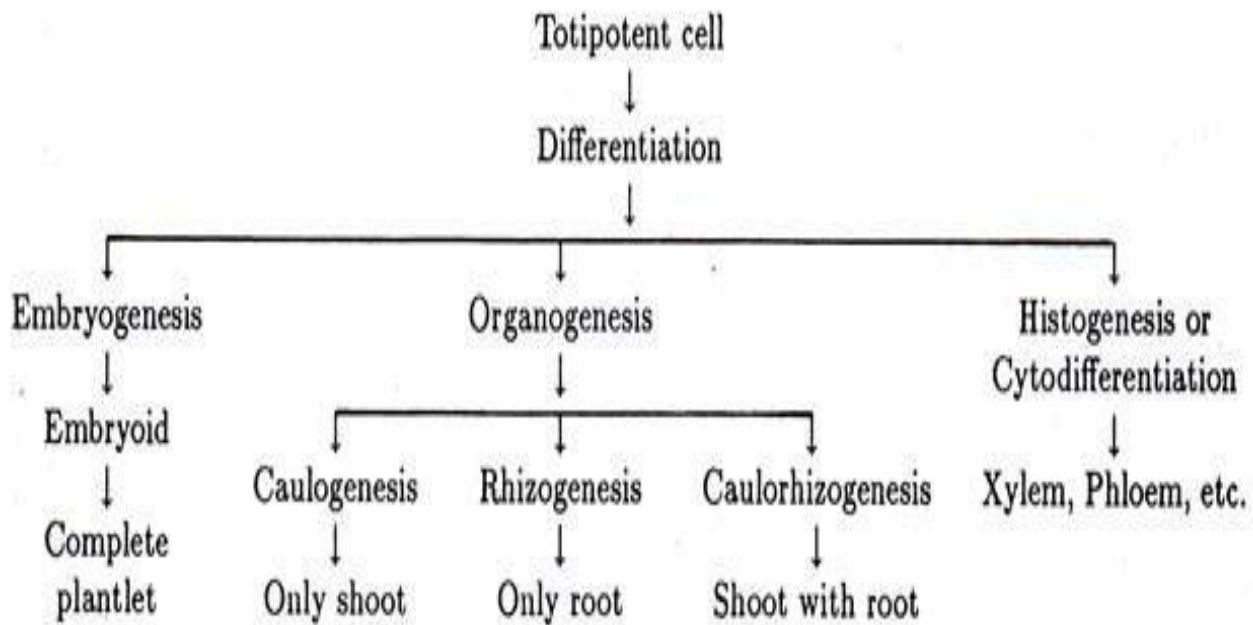 Totipotent cell
Differentiation
Embryogenesis
Organogenesis
Histogenesis or
Cytodifferentiation
Embryoid
Caulogenesis
Rhizogenesis
Caulorhizogenesis
Xylem, Phloem, etc.
Complete
plantlet
Only shoot
Only root
Shoot with root